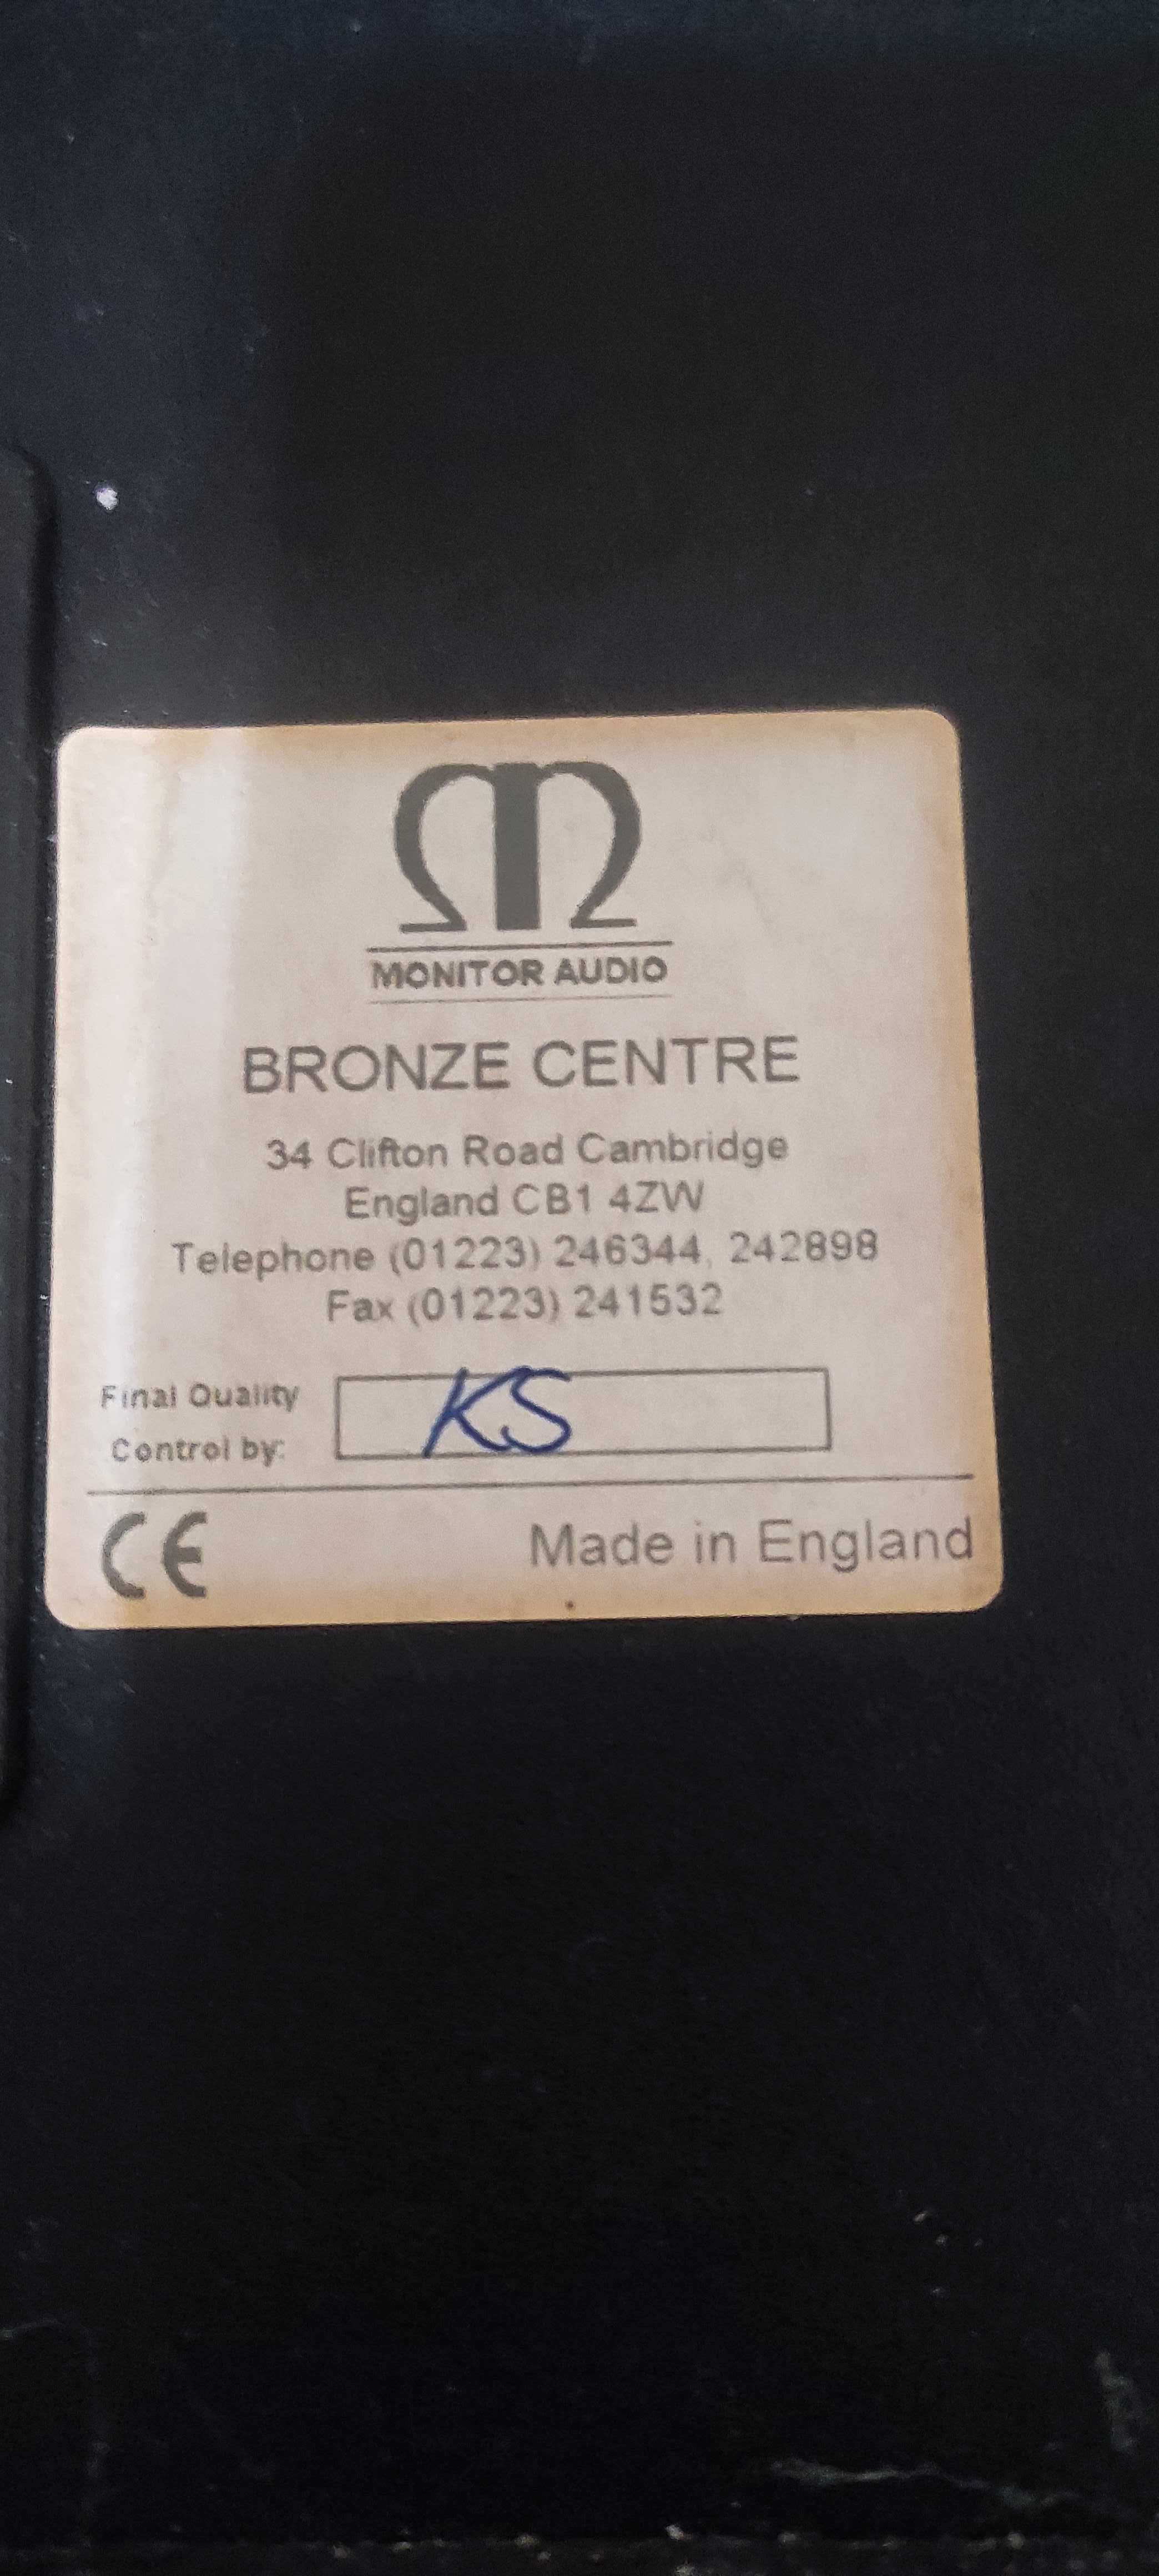 MONITOR AUDIO
BRONZE CENTRE
34 Clifton Road Cambridge
England CB1 4ZW
Telephone (01223) 246344, 242898
Fax (01223) 241532
Final Quality
Control by: KS
CE Made in England